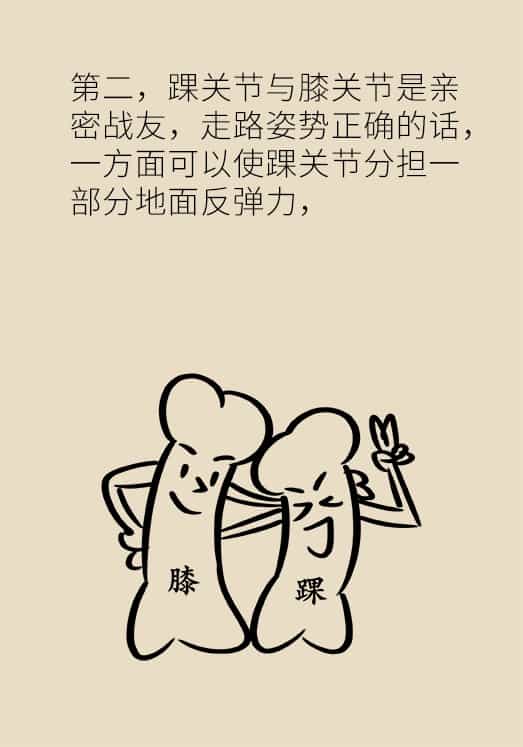 第二，踝关节与膝关节是亲
密战友，走路姿势正确的话，
一方面可以使踝关节分担一
部分地面反弹力，
膝
踝